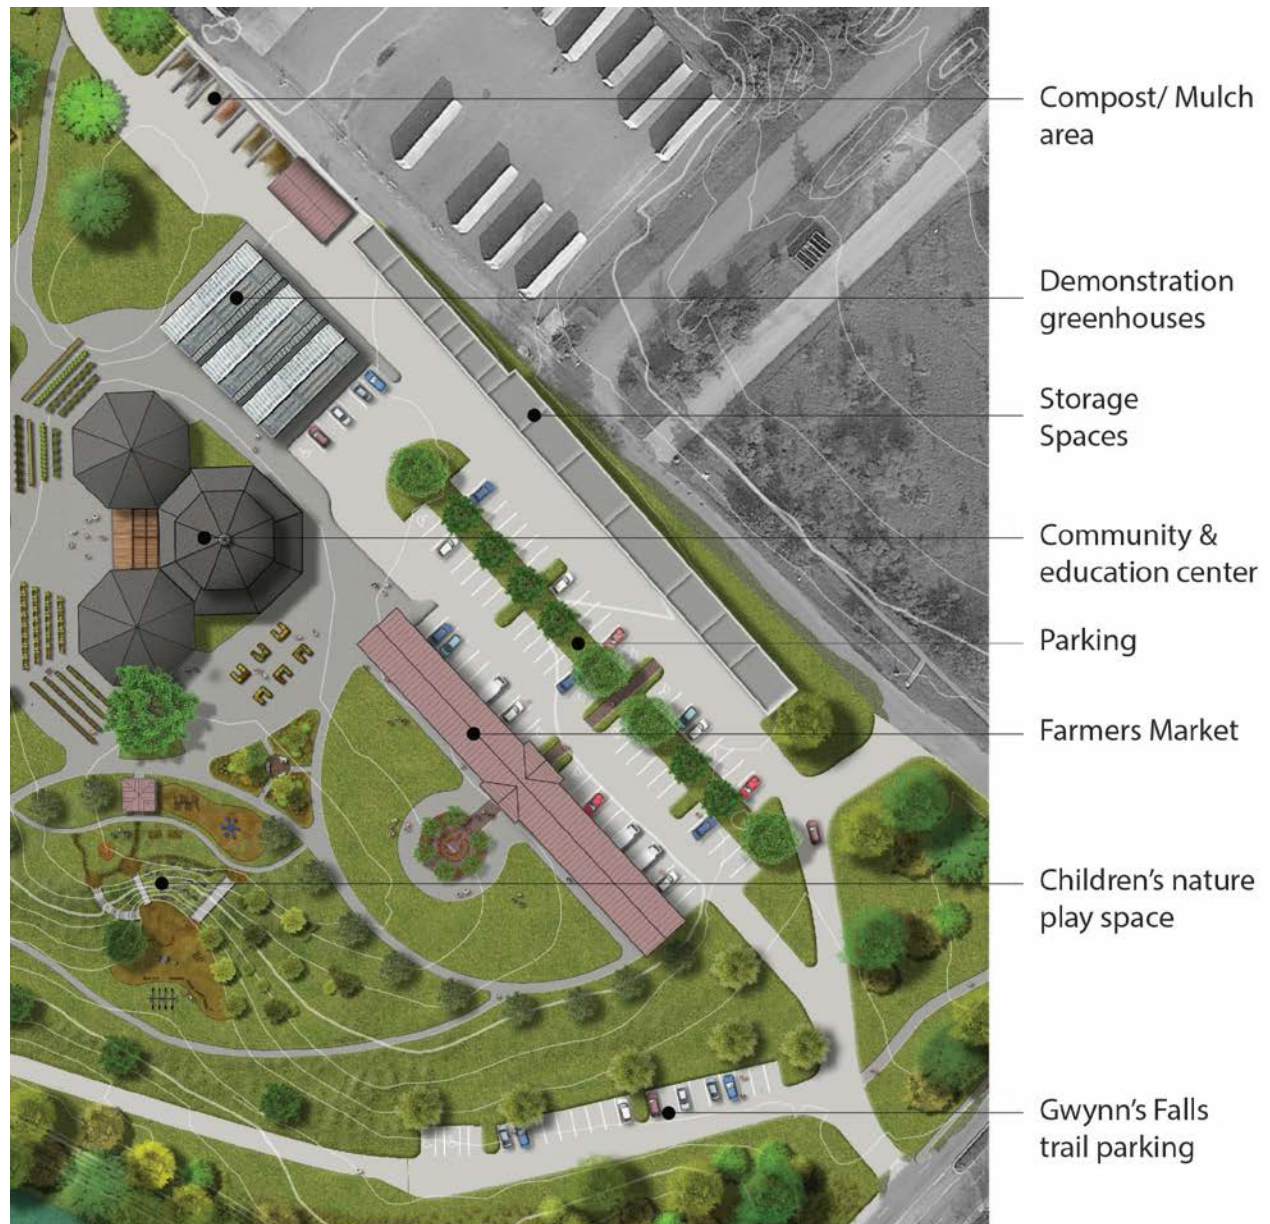 Compost/ Mulch
area
Demonstration
greenhouses
Storage
Spaces
Community &
education center
Parking
Farmers Market
Children's nature
play space
Gwynn's Falls
trail parking